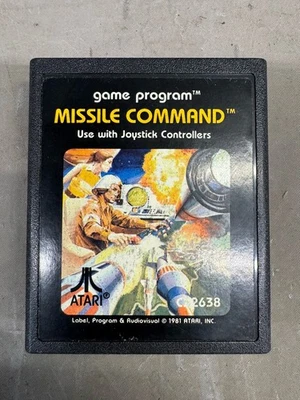 game program™
MISSILE COMMAND™
Use with Joystick Controllers
ATARI®
CX2638
Label, Program & Audiovisual © 1981 ATARI, INC.